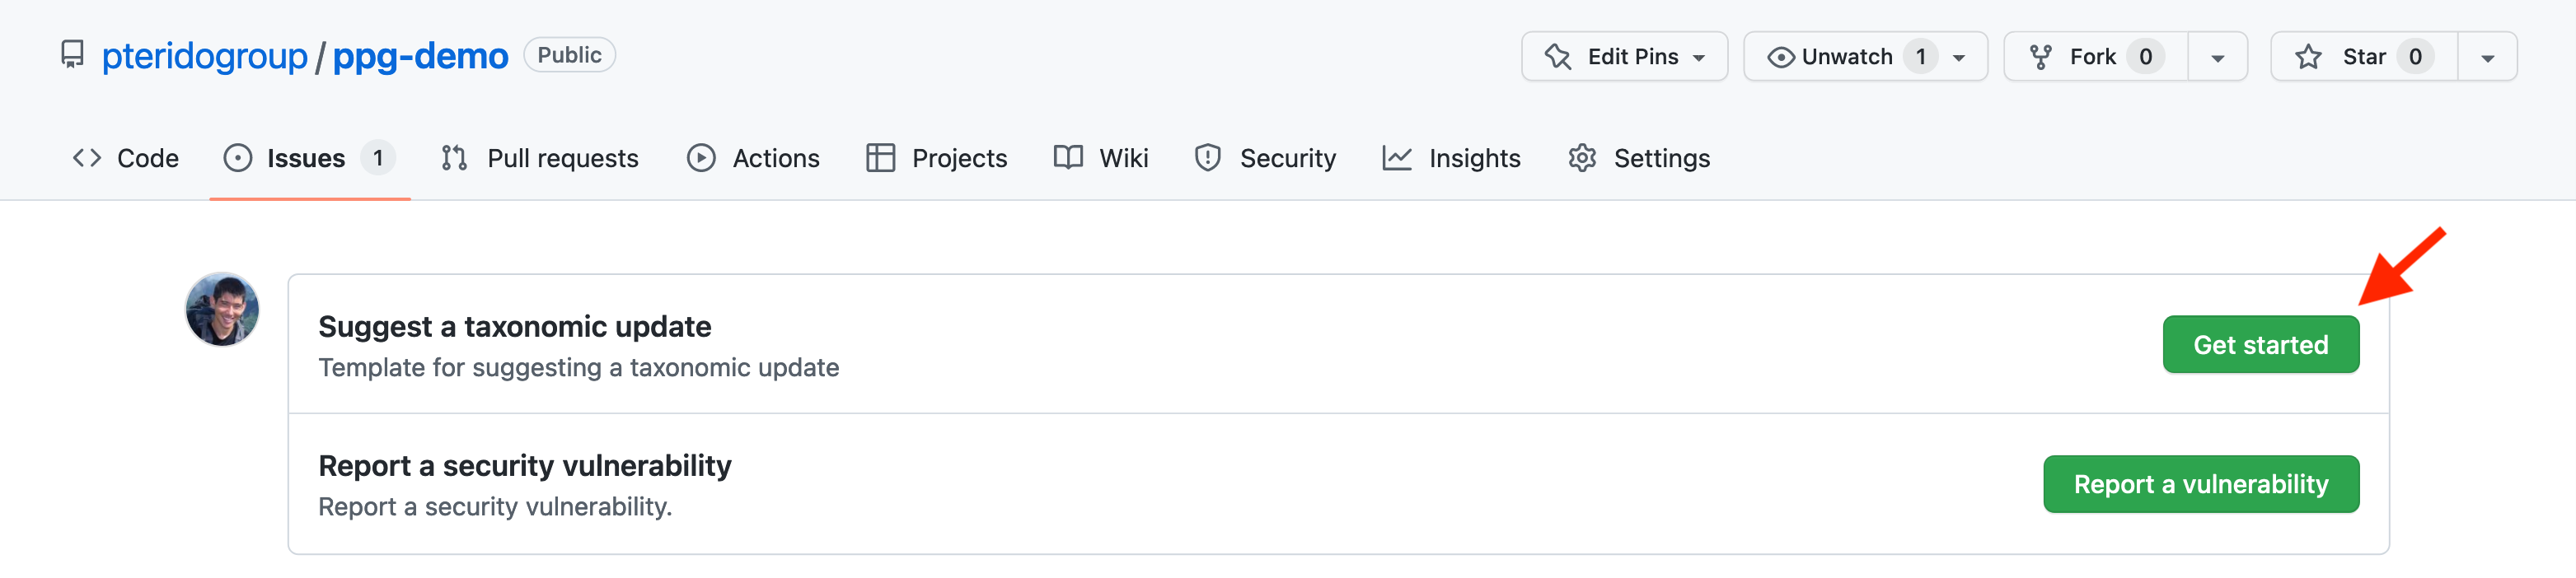 pteridogroup / ppg-demo Public Edit Pins Unwatch 1 Fork 0 Star 0
Code Issues 1 Pull requests Actions Projects Wiki Security Insights Settings
Suggest a taxonomic update
Template for suggesting a taxonomic update
Get started
Report a security vulnerability
Report a security vulnerability.
Report a vulnerability